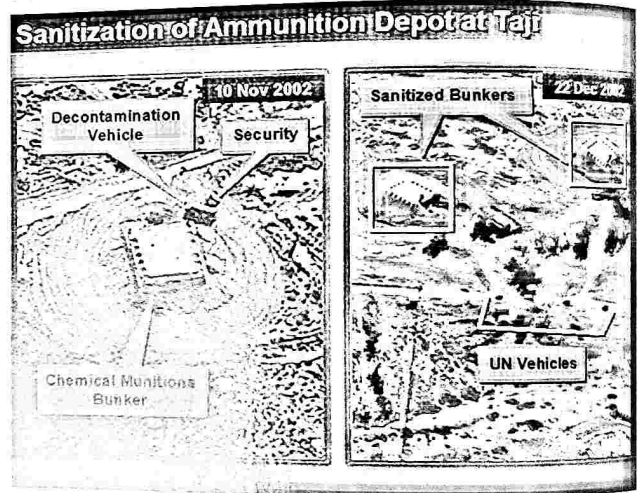 Sanitization of Ammunition Depot at Taji
10 Nov 2002
Decontamination
Vehicle
Security
Chemical Munitions
Bunker
22 Dec 2002
Sanitized Bunkers
UN Vehicles